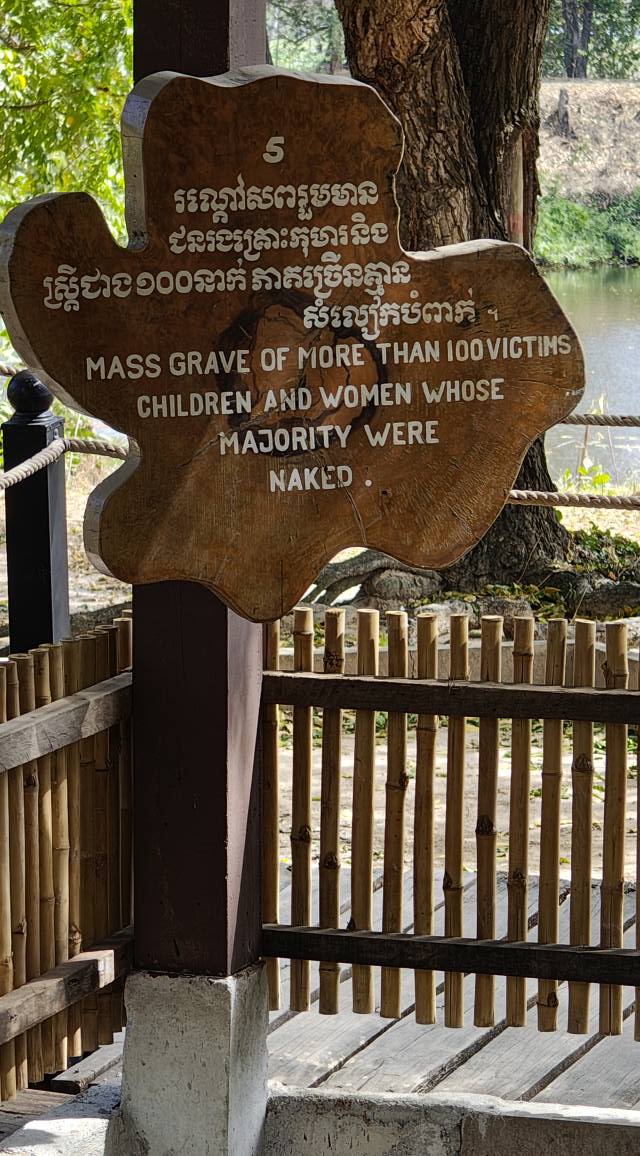 5
រណ្តៅសពរួបមាន
ជនរងគ្រោះកុមារនិង
ស្ត្រីជាង១០០នាក់ ភាគច្រើនគ្មាន
សំលៀកបំពាក់ ។
MASS GRAVE OF MORE THAN 100 VICTIMS
CHILDREN AND WOMEN WHOSE
MAJORITY WERE
NAKED .